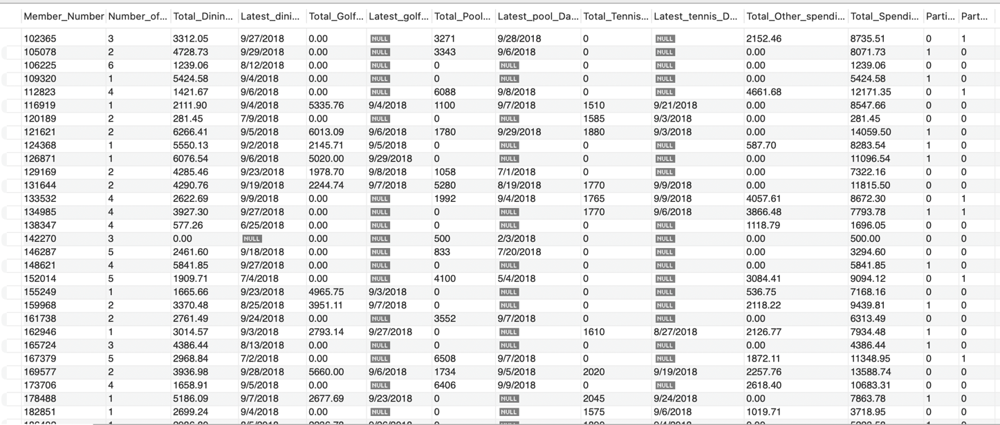 Member_Number Number_of... Total_Dinin... Latest_dini... Total_Golf... Latest_golf... Total_Pool... Latest_pool_Da... Total_Tennis... Latest_tennis_D... Total_Other_spendi... Total_Spendi... Parti... Part...
102365 3 3312.05 9/27/2018 0.00 NULL 3271 9/28/2018 0 NULL 2152.46 8735.51 0 1
105078 2 4728.73 9/29/2018 0.00 NULL 3343 9/6/2018 0 NULL 0.00 8071.73 1 0
106225 6 1239.06 8/12/2018 0.00 NULL 0 NULL 0 NULL 0.00 1239.06 0 0
109320 1 5424.58 9/4/2018 0.00 NULL 0 NULL 0 NULL 0.00 5424.58 1 0
112823 4 1421.67 9/6/2018 0.00 NULL 6088 9/8/2018 0 NULL 4661.68 12171.35 0 1
116919 1 2111.90 9/4/2018 5335.76 9/4/2018 1100 9/7/2018 1510 9/21/2018 0.00 8547.66 0 0
120189 2 281.45 7/9/2018 0.00 NULL 0 NULL 1585 9/3/2018 0.00 281.45 0 0
121621 2 6266.41 9/5/2018 6013.09 9/6/2018 1780 9/29/2018 1880 9/3/2018 0.00 14059.50 1 0
124368 1 5550.13 9/2/2018 2145.71 9/5/2018 0 NULL 0 NULL 587.70 8283.54 1 0
126871 1 6076.54 9/6/2018 5020.00 9/29/2018 0 NULL 0 NULL 0.00 11096.54 1 0
129169 2 4285.46 9/23/2018 1978.70 9/8/2018 1058 7/1/2018 0 NULL 0.00 7322.16 0 0
131644 2 4290.76 9/19/2018 2244.74 9/7/2018 5280 8/19/2018 1770 9/9/2018 0.00 11815.50 0 0
133532 4 2622.69 9/9/2018 0.00 NULL 1992 9/4/2018 1765 9/9/2018 4057.61 8672.30 0 1
134985 4 3927.30 9/27/2018 0.00 NULL 0 NULL 1770 9/6/2018 3866.48 7793.78 1 1
138347 4 577.26 6/25/2018 0.00 NULL 0 NULL 0 NULL 1118.79 1696.05 0 0
142270 3 0.00 NULL 0.00 NULL 500 2/3/2018 0 NULL 0.00 500.00 0 0
146287 5 2461.60 9/18/2018 0.00 NULL 833 7/20/2018 0 NULL 0.00 3294.60 0 0
148621 4 5841.85 9/27/2018 0.00 NULL 0 NULL 0 NULL 0.00 5841.85 1 0
152014 5 1909.71 7/4/2018 0.00 NULL 4100 5/4/2018 0 NULL 3084.41 9094.12 0 1
155249 1 1665.66 9/23/2018 4965.75 9/3/2018 0 NULL 0 NULL 536.75 7168.16 0 0
159968 2 3370.48 8/25/2018 3951.11 9/7/2018 0 NULL 0 NULL 2118.22 9439.81 1 0
161738 2 2761.49 9/24/2018 0.00 NULL 3552 9/7/2018 0 NULL 0.00 6313.49 0 0
162946 1 3014.57 9/3/2018 2793.14 9/27/2018 0 NULL 1610 8/27/2018 2126.77 7934.48 1 0
165724 3 4386.44 8/13/2018 0.00 NULL 0 NULL 0 NULL 0.00 4386.44 1 0
167379 5 2968.84 7/2/2018 0.00 NULL 6508 9/7/2018 0 NULL 1872.11 11348.95 0 1
169577 2 3936.98 9/28/2018 5660.00 9/6/2018 1734 9/5/2018 2020 9/19/2018 2257.76 13588.74 0 0
173706 4 1658.91 9/5/2018 0.00 NULL 6406 9/9/2018 0 NULL 2618.40 10683.31 0 0
178488 1 5186.09 9/7/2018 2677.69 9/23/2018 0 NULL 2045 9/24/2018 0.00 7863.78 1 0
182851 1 2699.24 9/4/2018 0.00 NULL 0 NULL 1575 9/6/2018 1019.71 3718.95 0 0